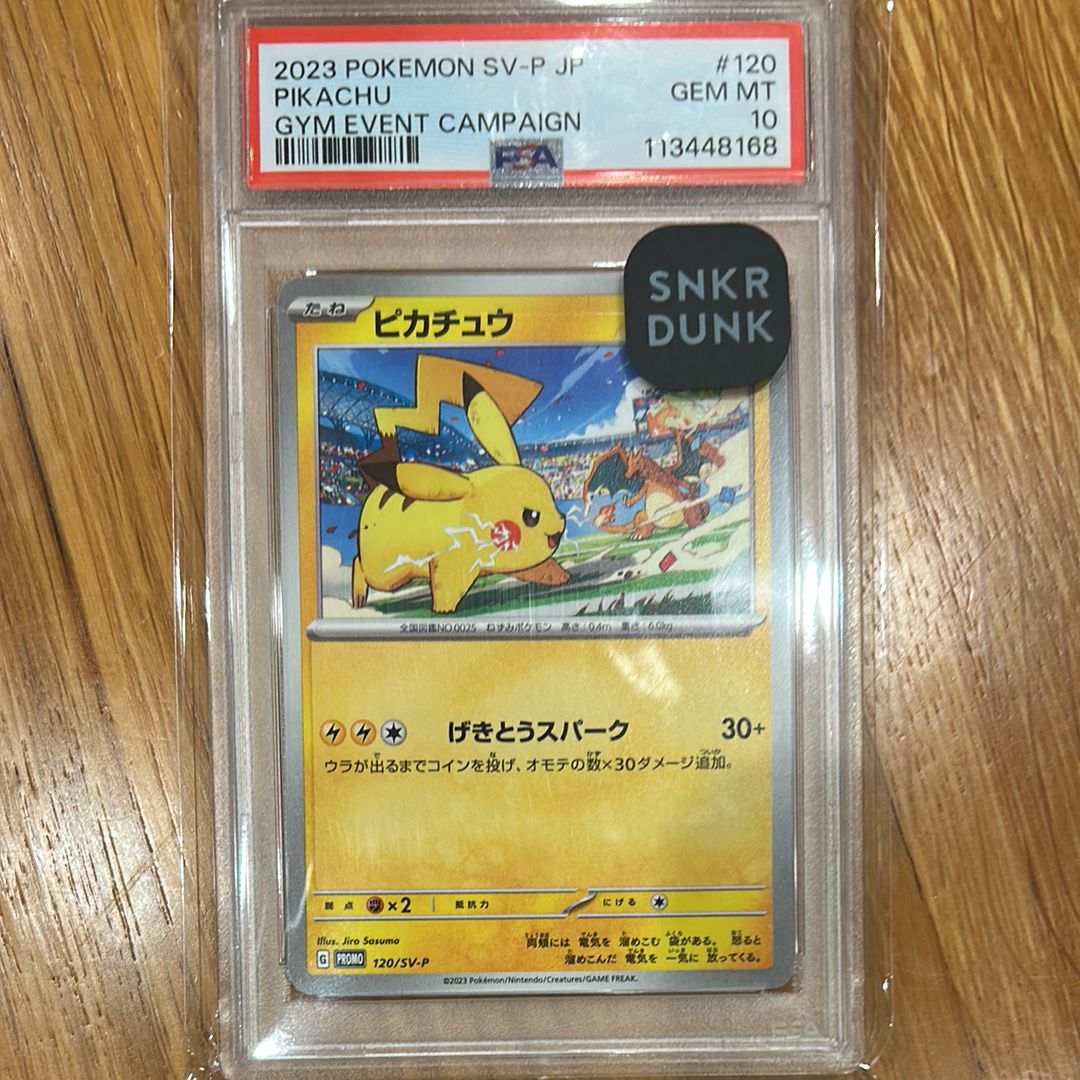 2023 POKEMON SV-P JP #120
PIKACHU GEM MT
GYM EVENT CAMPAIGN 10
PSA 113448168
SNKR
DUNK
たね ピカチュウ
全国図鑑NO.0025 ねずみポケモン 高さ:0.4m 重さ:6.0kg
げきとうスパーク 30+
ウラが出るまでコインを投げ、オモテの数×30ダメージ追加。
弱点 ×2 抵抗力 にげる
Illus. Jiro Sasumo
両頬には 電気を 溜めこむ 袋がある。 怒ると
溜めこんだ 電気を 一気に 放ってくる。
G PROMO 120/SV-P
©2023 Pokémon/Nintendo/Creatures/GAME FREAK.